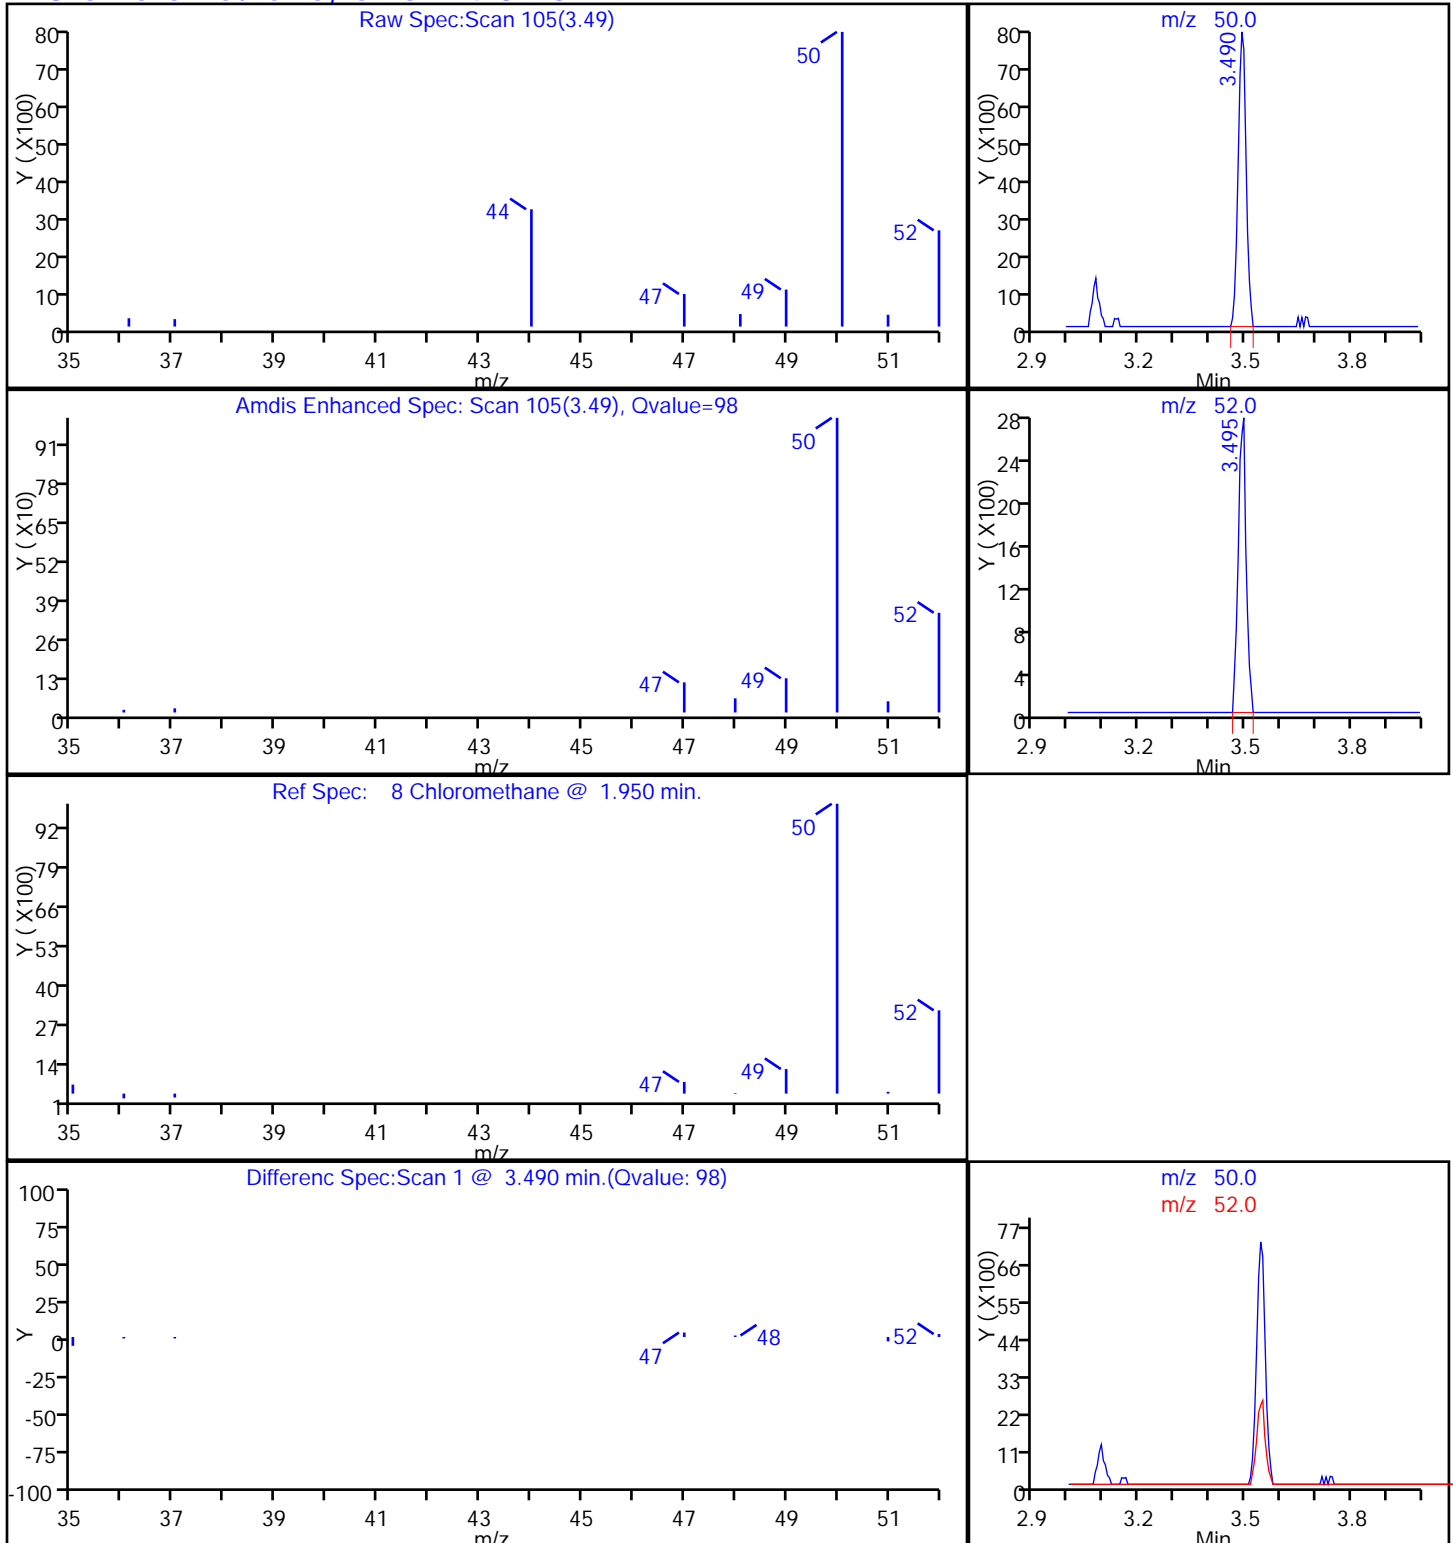 Raw Spec:Scan 105(3.49)
Y ( X100)
80
70
60
50
40
30
20
10
0
50
44
52
47
49
35 37 39 41 43 45 47 49 51
m/z
m/z 50.0
Y ( X100)
80
70
60
50
40
30
20
10
0
3.490
2.9 3.2 3.5 3.8
Min
Amdis Enhanced Spec: Scan 105(3.49), Qvalue=98
Y ( X10)
91
78
65
52
39
26
13
0
50
52
47
49
35 37 39 41 43 45 47 49 51
m/z
m/z 52.0
Y ( X100)
28
24
20
16
12
8
4
0
3.495
2.9 3.2 3.5 3.8
Min
Ref Spec: 8 Chloromethane @ 1.950 min.
Y ( X100)
92
79
66
53
40
27
14
1
50
52
47
49
35 37 39 41 43 45 47 49 51
m/z
Differenc Spec:Scan 1 @ 3.490 min.(Qvalue: 98)
Y
100
75
50
25
0
-25
-50
-75
-100
47
48
52
35 37 39 41 43 45 47 49 51
m/z
m/z 50.0
m/z 52.0
Y ( X100)
77
66
55
44
33
22
11
0
2.9 3.2 3.5 3.8
Min